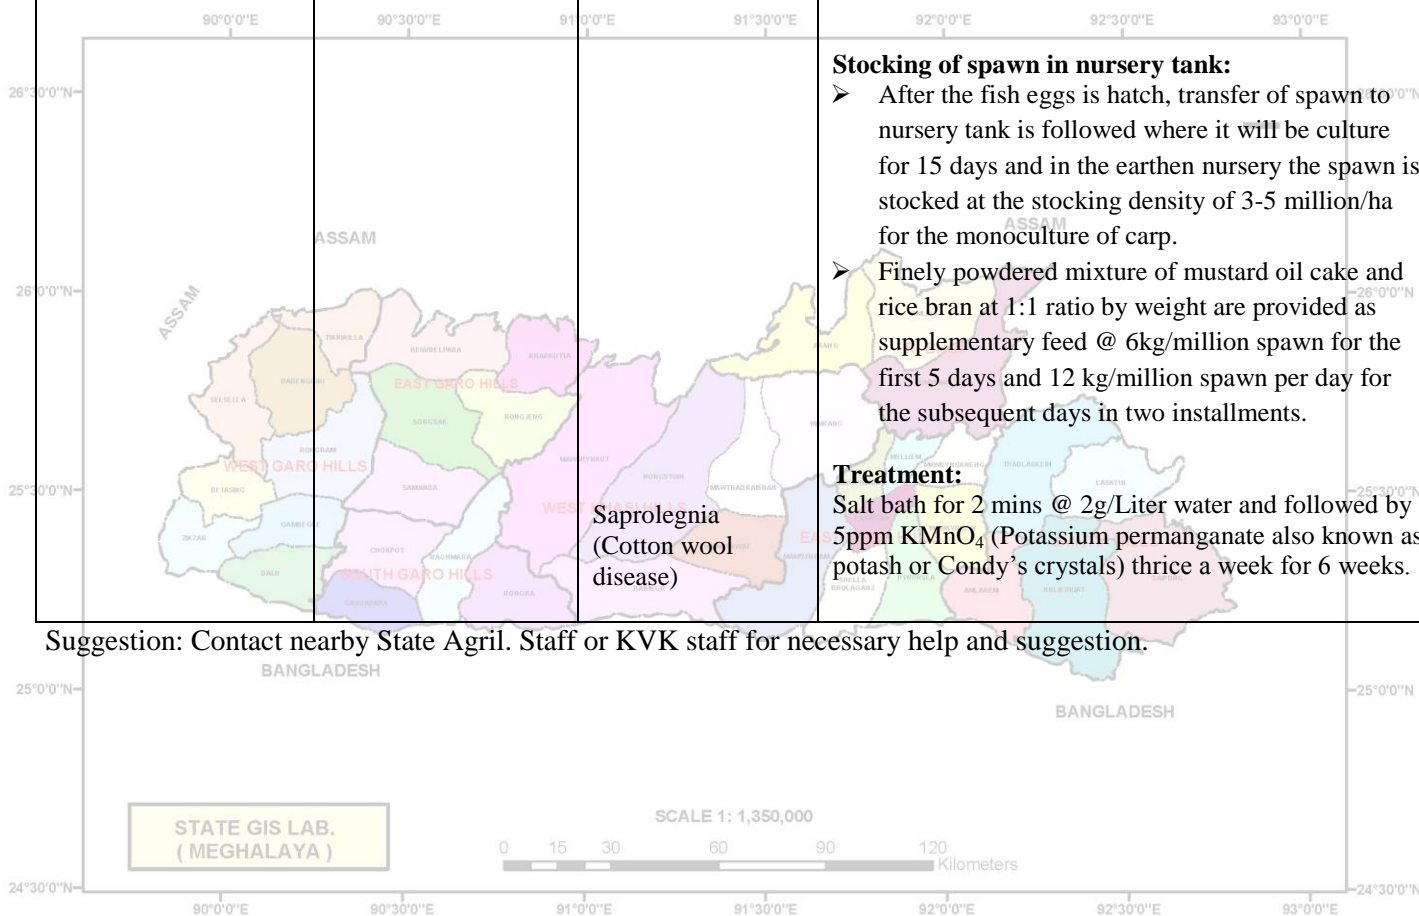 90°0'0"E 90°30'0"E 91°0'0"E 91°30'0"E 92°0'0"E 92°30'0"E 93°0'0"E
Stocking of spawn in nursery tank:
26°30'0"N
➢ After the fish eggs is hatch, transfer of spawn to
nursery tank is followed where it will be culture
for 15 days and in the earthen nursery the spawn is
stocked at the stocking density of 3-5 million/ha
for the monoculture of carp.
ASSAM
ASSAM
ASSAM
26°0'0"N 26°0'0"N
➢ Finely powdered mixture of mustard oil cake and
rice bran at 1:1 ratio by weight are provided as
supplementary feed @ 6kg/million spawn for the
first 5 days and 12 kg/million spawn per day for
the subsequent days in two installments.
TIKRIKILLA
RESUBELPARA
KHARKUTTA
EAST GARO HILLS
SELSELLA
SONGSAK
RONGJENG
WEST GARO HILLS
BETASING
SAMANDA
NONGSTOIN
MYLLIEM
THADLASKEIN
LASKEIN
25°30'0"N 25°30'0"N
Treatment:
Salt bath for 2 mins @ 2g/Liter water and followed by
5ppm KMnO4 (Potassium permanganate also known as
potash or Condy’s crystals) thrice a week for 6 weeks.
Saprolegnia
(Cotton wool
disease)
ZIKZAK
GAMBEGRE
CHOKPOT
BAGHMARA
SOUTH GARO HILLS
DALU
GASUAPARA
RONGRA
AMLAREM
SAIPUNG
Suggestion: Contact nearby State Agril. Staff or KVK staff for necessary help and suggestion.
BANGLADESH
25°0'0"N 25°0'0"N
BANGLADESH
STATE GIS LAB.
( MEGHALAYA )
SCALE 1: 1,350,000
0 15 30 60 90 120
Kilometers
24°30'0"N 24°30'0"N
90°0'0"E 90°30'0"E 91°0'0"E 91°30'0"E 92°0'0"E 92°30'0"E 93°0'0"E